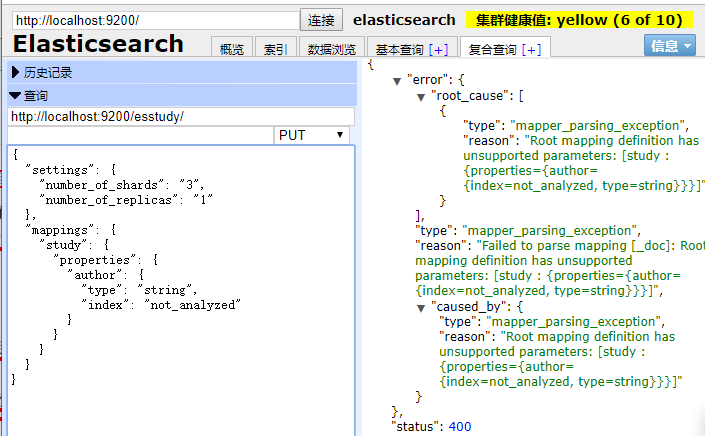 http://localhost:9200/ 连接 elasticsearch 集群健康值: yellow (6 of 10)
Elasticsearch 概览 索引 数据浏览 基本查询 [+] 复合查询 [+] 信息
历史记录
查询
http://localhost:9200/esstudy/
PUT
{
"settings": {
"number_of_shards": "3",
"number_of_replicas": "1"
},
"mappings": {
"study": {
"properties": {
"author": {
"type": "string",
"index": "not_analyzed"
}
}
}
}
}
{
"error": {
"root_cause": [
{
"type": "mapper_parsing_exception",
"reason": "Root mapping definition has
unsupported parameters: [study :
{properties={author=
{index=not_analyzed, type=string}}}]"
}
],
"type": "mapper_parsing_exception",
"reason": "Failed to parse mapping [_doc]: Root
mapping definition has unsupported
parameters: [study : {properties={author=
{index=not_analyzed, type=string}}}]",
"caused_by": {
"type": "mapper_parsing_exception",
"reason": "Root mapping definition has
unsupported parameters: [study :
{properties={author=
{index=not_analyzed, type=string}}}]"
}
},
"status": 400